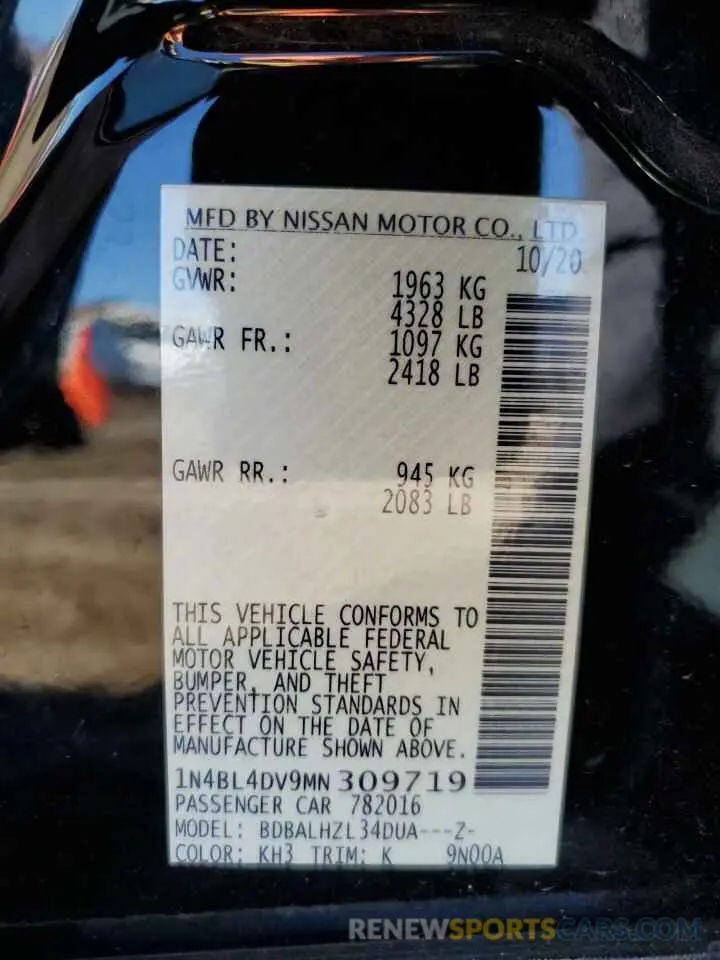 MFD BY NISSAN MOTOR CO., LTD
DATE: 10/20
GVWR: 1963 KG
4328 LB
GAWR FR.: 1097 KG
2418 LB
GAWR RR.: 945 KG
2083 LB
THIS VEHICLE CONFORMS TO
ALL APPLICABLE FEDERAL
MOTOR VEHICLE SAFETY,
BUMPER, AND THEFT
PREVENTION STANDARDS IN
EFFECT ON THE DATE OF
MANUFACTURE SHOWN ABOVE.
1N4BL4DV9MN 309719
PASSENGER CAR 782016
MODEL: BDBALHZL34DUA---Z-
COLOR: KH3 TRIM: K 9N00A
RENEWSPORTSCARS.COM